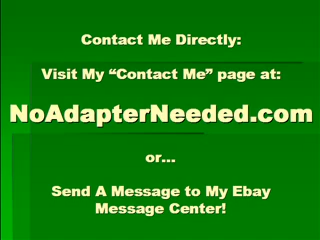 Contact Me Directly:
Visit My “Contact Me” page at:
NoAdapterNeeded.com
or...
Send A Message to My Ebay
Message Center!